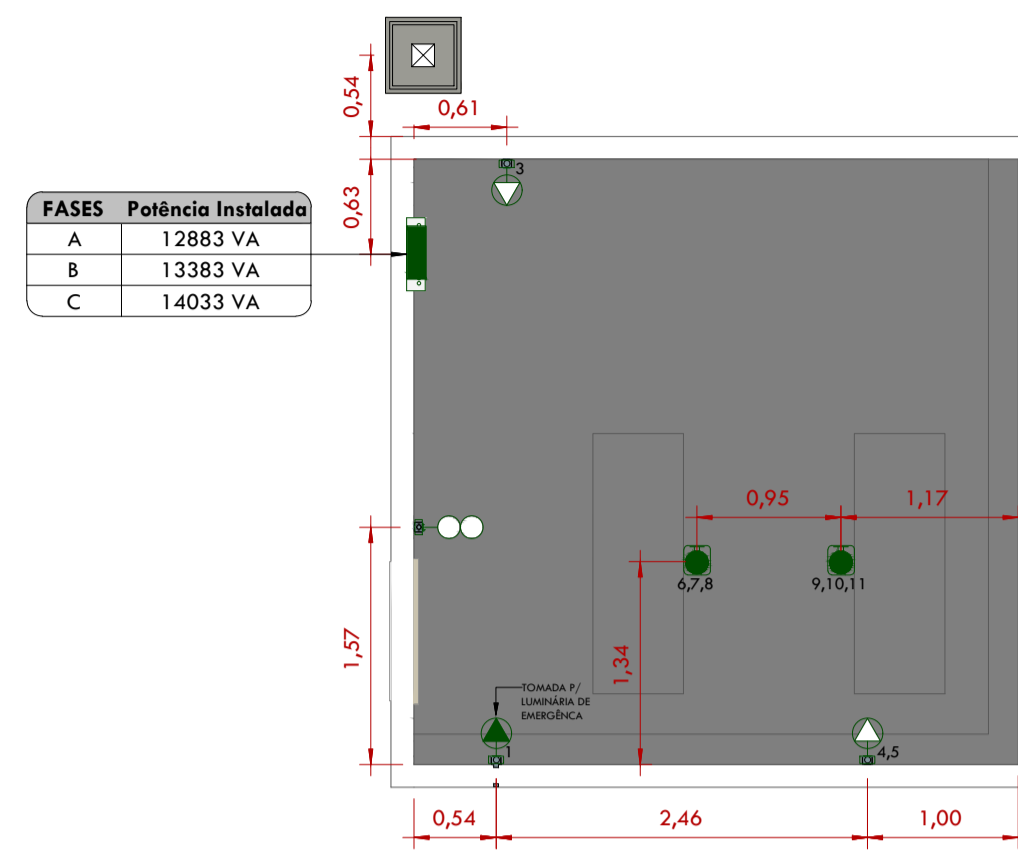 0,54
0,61
3
0,63
FASES Potência Instalada
A 12883 VA
B 13383 VA
C 14033 VA
0,95
1,17
6,7,8
9,10,11
1,57
1,34
TOMADA P/
LUMINÁRIA DE
EMERGÊNCA
1
4,5
0,54
2,46
1,00